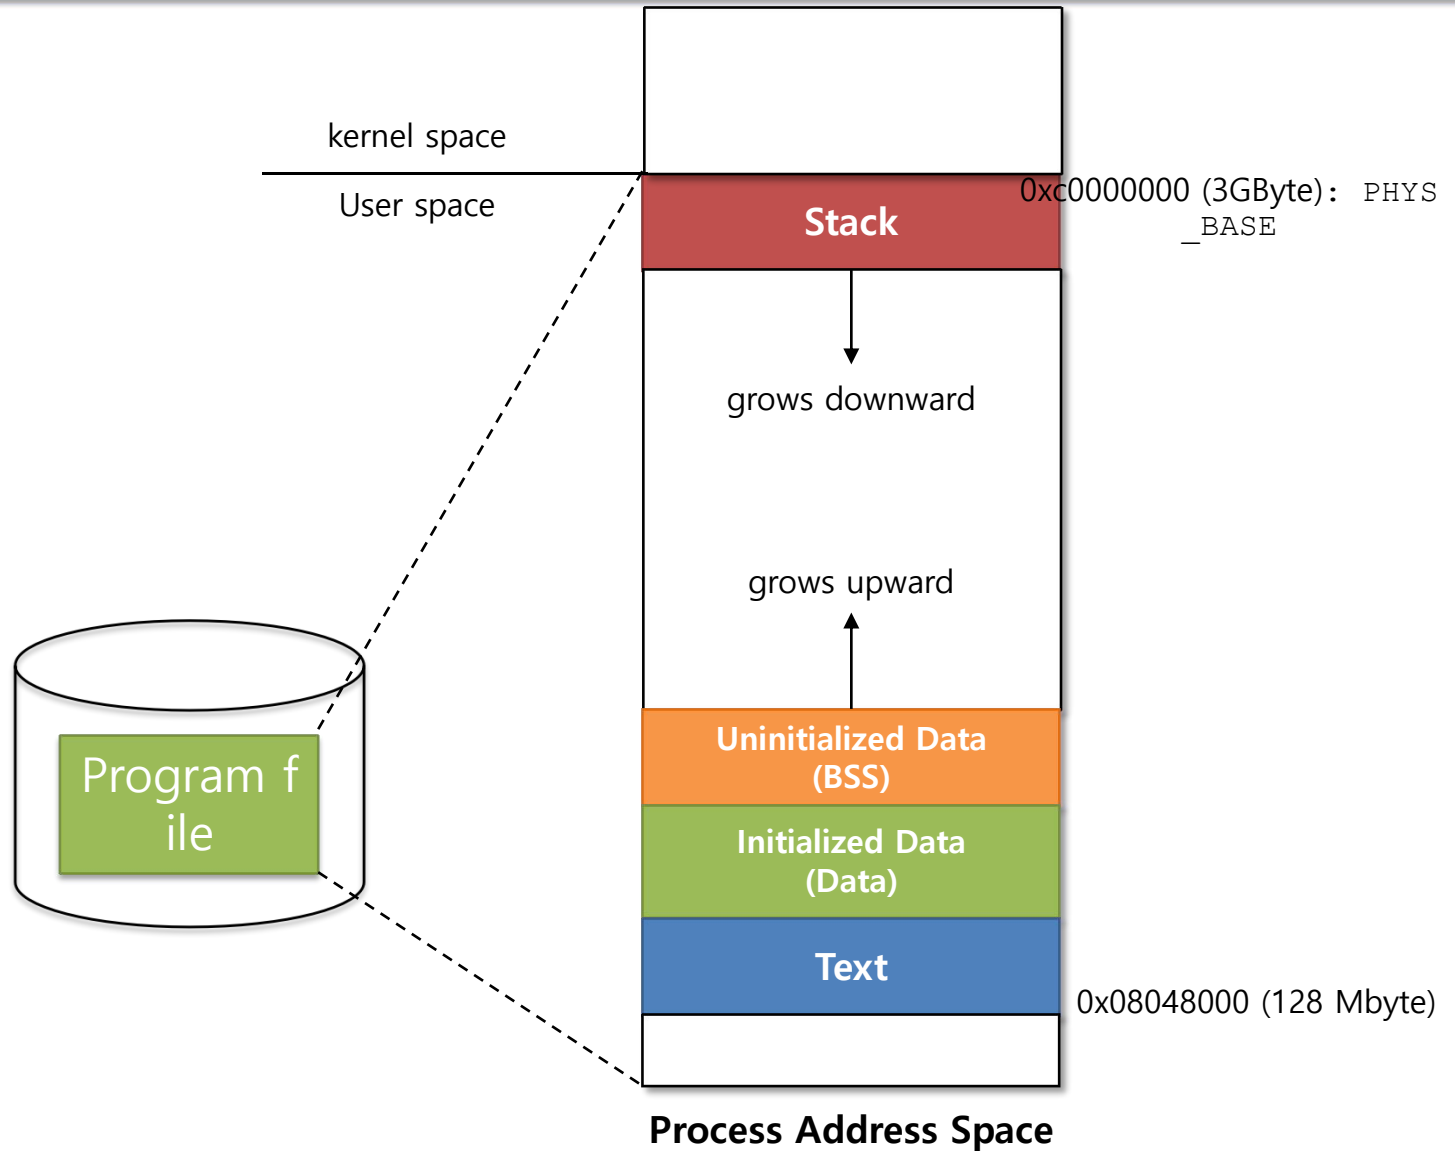 kernel space
User space
Stack
0xc0000000 (3GByte): PHYS
_BASE
grows downward
grows upward
Program f
ile
Uninitialized Data
(BSS)
Initialized Data
(Data)
Text
0x08048000 (128 Mbyte)
Process Address Space